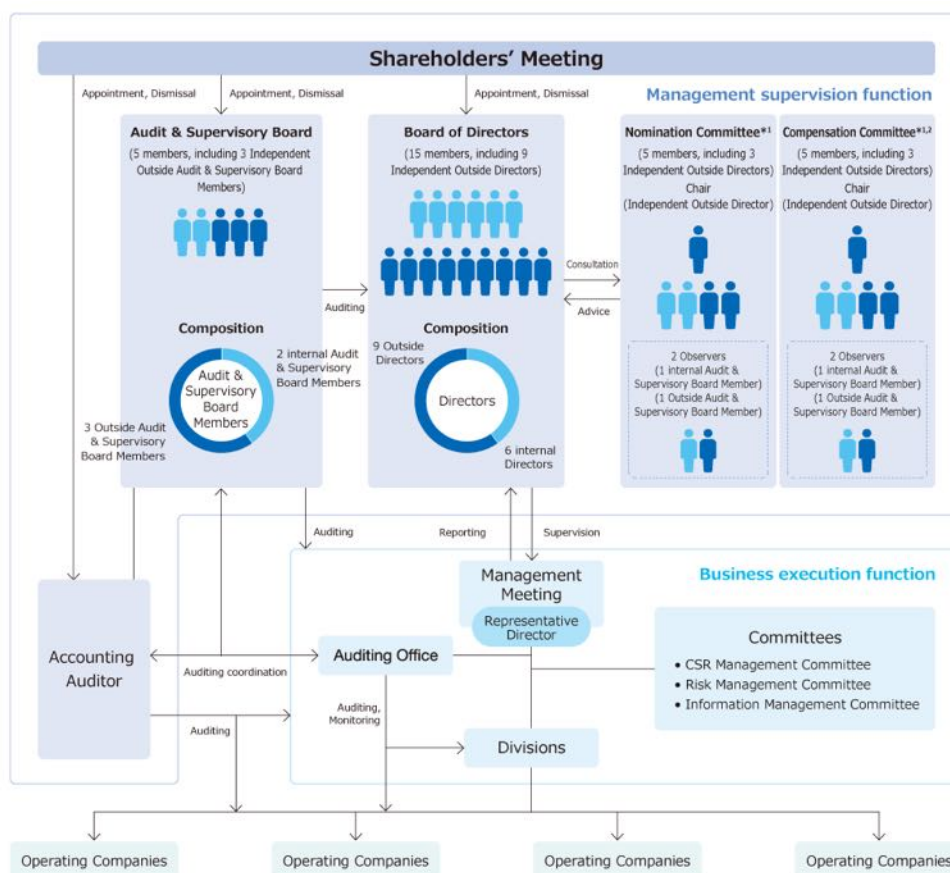 Shareholders' Meeting
Appointment, Dismissal
Appointment, Dismissal
Appointment, Dismissal
Management supervision function
Audit & Supervisory Board
(5 members, including 3 Independent
Outside Audit & Supervisory Board
Members)
Board of Directors
(15 members, including 9
Independent Outside Directors)
Nomination Committee*1
(5 members, including 3
Independent Outside Directors)
Chair
(Independent Outside Director)
Compensation Committee*1,2
(5 members, including 3
Independent Outside Directors)
Chair
(Independent Outside Director)
Auditing
Consultation
Advice
Composition
2 internal Audit
& Supervisory
Board Members
Audit &
Supervisory
Board
Members
3 Outside Audit
& Supervisory
Board Members
Composition
9 Outside
Directors
Directors
6 internal
Directors
2 Observers
(1 internal Audit &
Supervisory Board Member)
(1 Outside Audit &
Supervisory Board Member)
2 Observers
(1 internal Audit &
Supervisory Board Member)
(1 Outside Audit &
Supervisory Board Member)
Auditing
Reporting
Supervision
Business execution function
Management
Meeting
Representative
Director
Accounting
Auditor
Auditing coordination
Auditing Office
Committees
• CSR Management Committee
• Risk Management Committee
• Information Management Committee
Auditing
Auditing,
Monitoring
Divisions
Operating Companies
Operating Companies
Operating Companies
Operating Companies